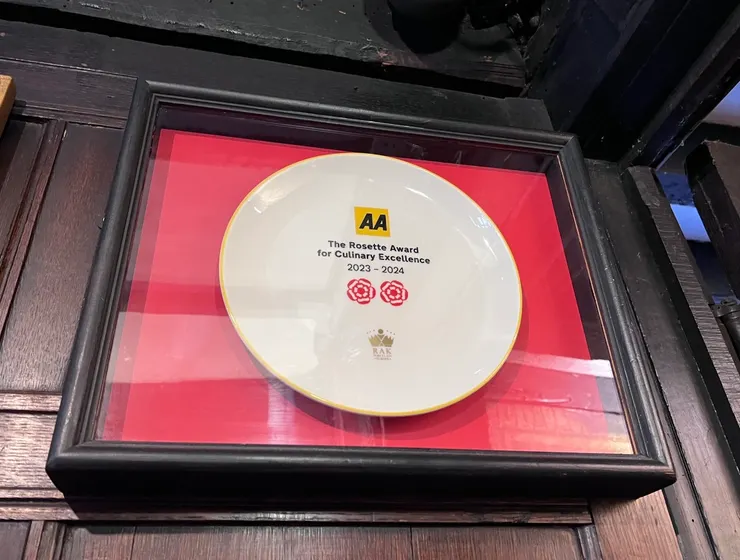 AA
The Rosette Award
for Culinary Excellence
2023 – 2024
RAK